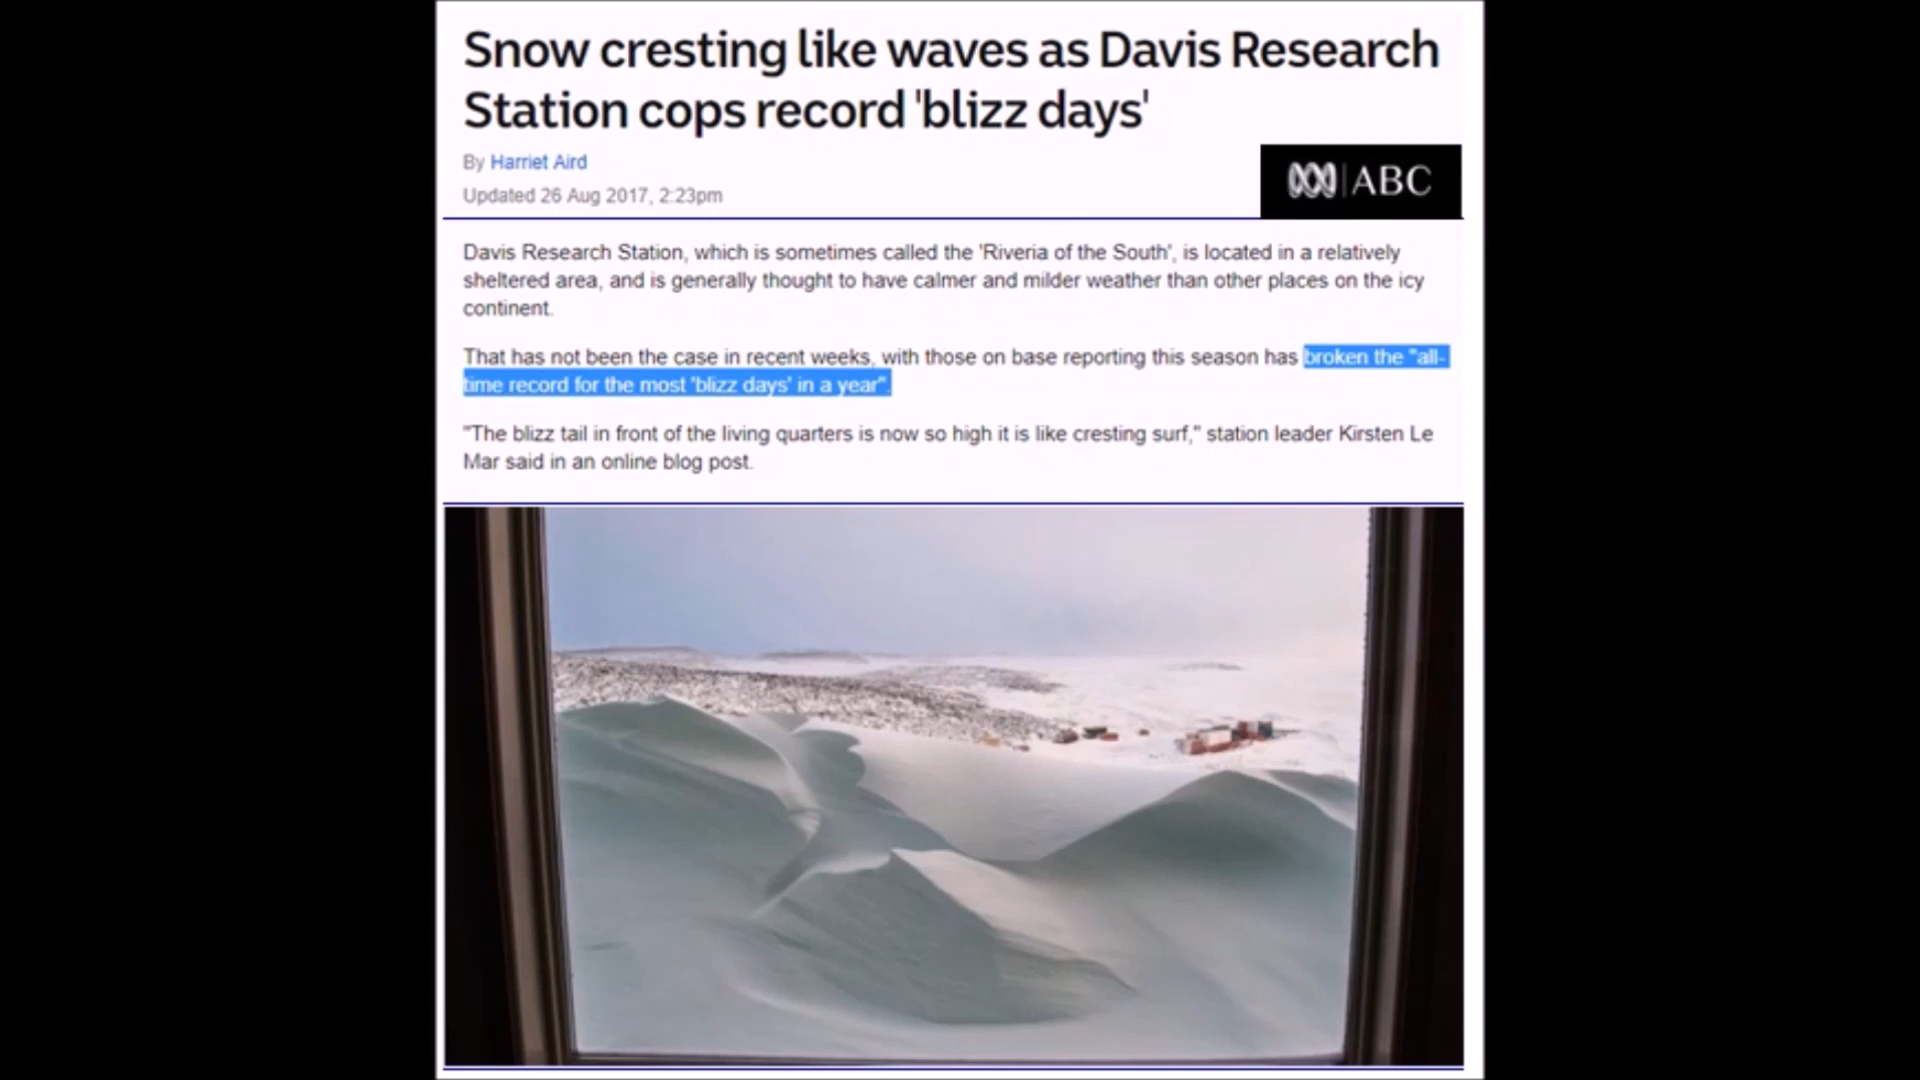 Snow cresting like waves as Davis Research
Station cops record 'blizz days'
By Harriet Aird
Updated 26 Aug 2017, 2:23pm
ABC
Davis Research Station, which is sometimes called the 'Riveria of the South', is located in a relatively
sheltered area, and is generally thought to have calmer and milder weather than other places on the icy
continent.
That has not been the case in recent weeks, with those on base reporting this season has broken the "all-
time record for the most 'blizz days' in a year".
"The blizz tail in front of the living quarters is now so high it is like cresting surf," station leader Kirsten Le
Mar said in an online blog post.